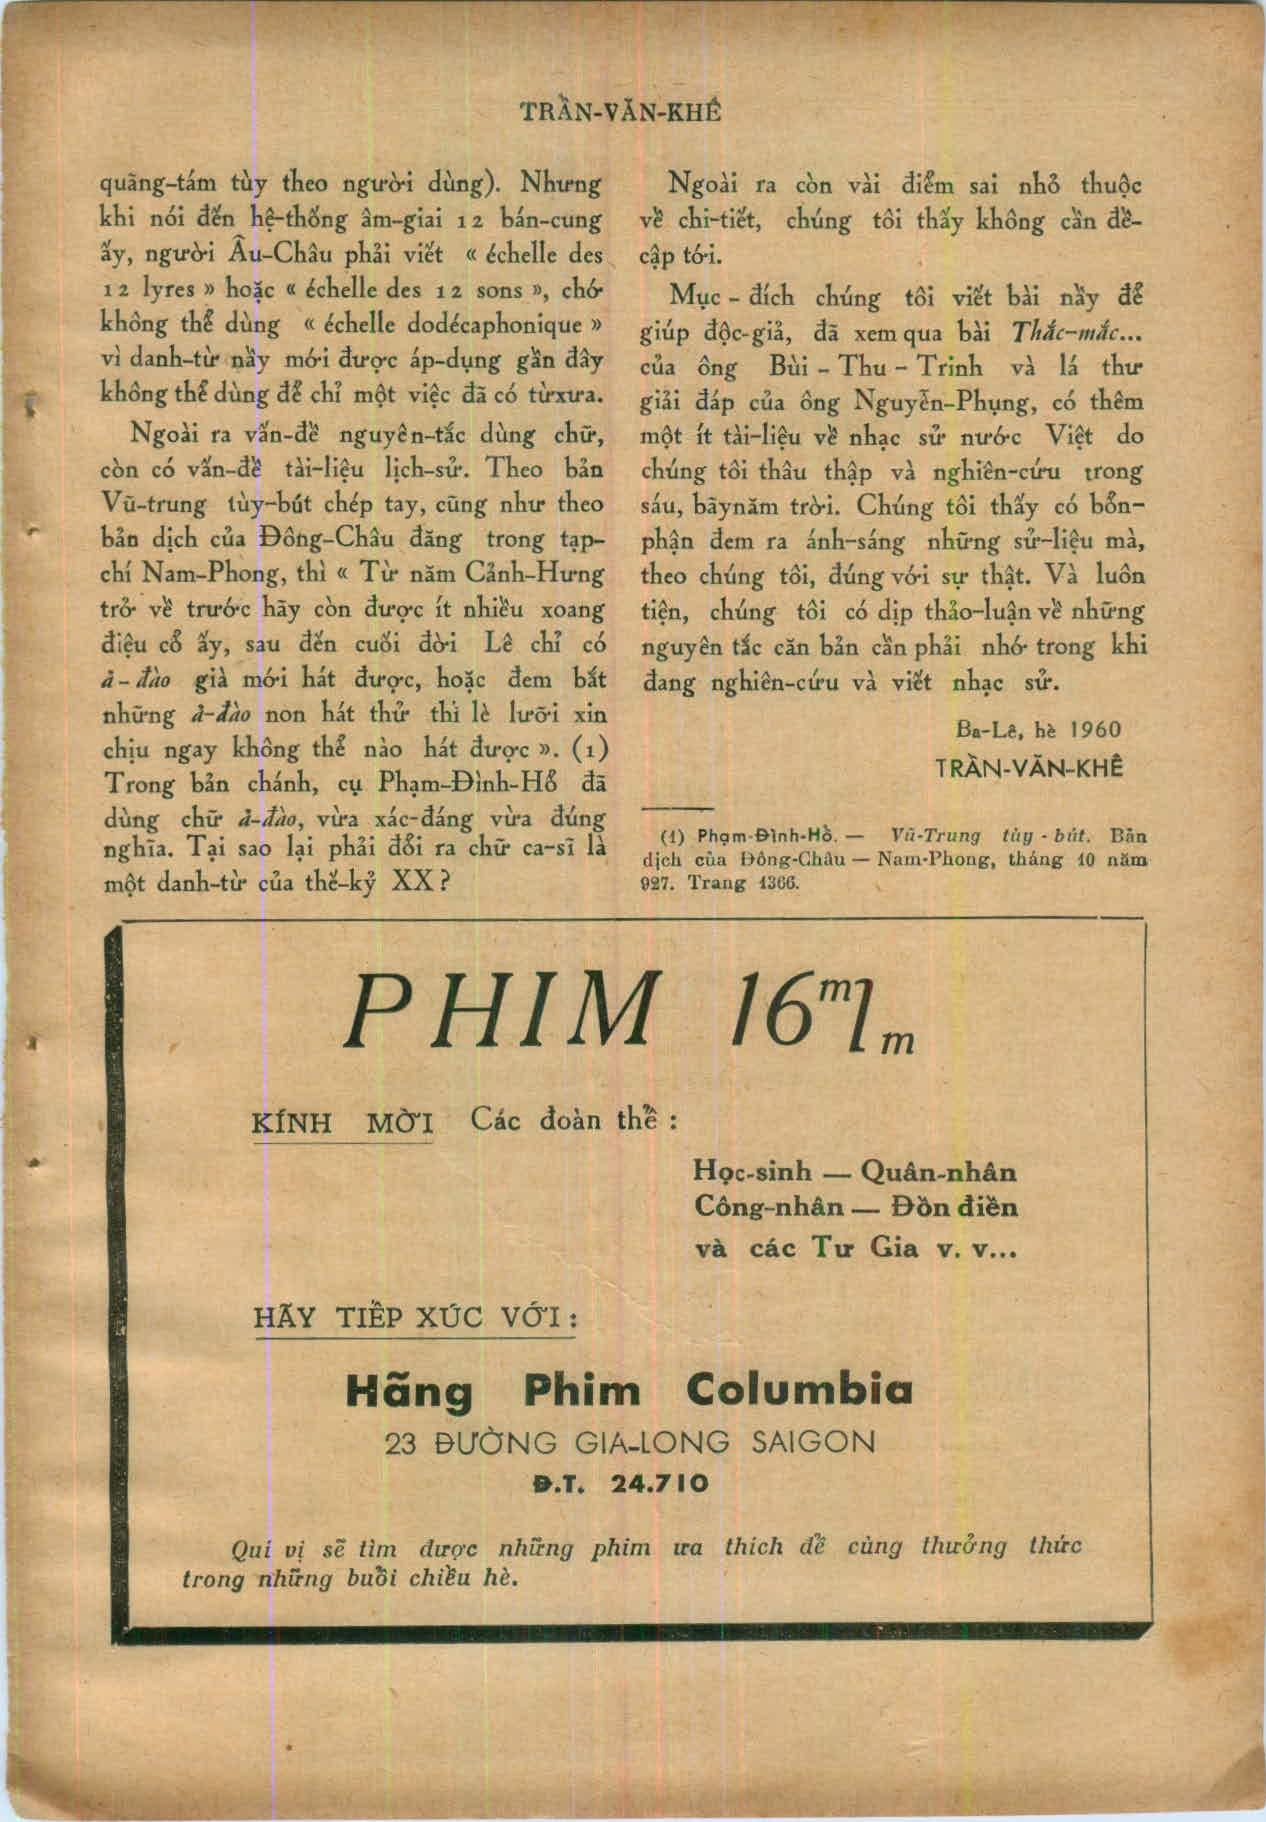 TRẦN-VĂN-KHÊ
quãng-tám tùy theo người dùng). Nhưng
khi nói đến hệ-thống âm-giai 12 bán-cung
ấy, người Âu-Châu phải viết « échelle des
12 lyres » hoặc « échelle des 12 sons », chớ
không thể dùng « échelle dodécaphonique »
vì danh-từ nầy mới được áp-dụng gần đây
không thể dùng để chỉ một việc đã có từxưa.
Ngoài ra vấn-đề nguyên-tắc dùng chữ,
còn có vấn-đề tài-liệu lịch-sử. Theo bản
Vũ-trung tùy-bút chép tay, cũng như theo
bản dịch của Đông-Châu đăng trong tạp-
chí Nam-Phong, thì « Từ năm Cảnh-Hưng
trở về trước hãy còn được ít nhiều xoang
điệu cổ ấy, sau đến cuối đời Lê chỉ có
ả-đào già mới hát được, hoặc đem bắt
những ả-đào non hát thử thì lè lưỡi xin
chịu ngay không thể nào hát được ». (1)
Trong bản chánh, cụ Phạm-Đình-Hổ đã
dùng chữ ả-đào, vừa xác-đáng vừa đúng
nghĩa. Tại sao lại phải đổi ra chữ ca-sĩ là
một danh-từ của thế-kỷ XX ?
Ngoài ra còn vài điểm sai nhỏ thuộc
về chi-tiết, chúng tôi thấy không cần đề-
cập tới.
Mục - đích chúng tôi viết bài nầy để
giúp độc-giả, đã xem qua bài Thắc-mắc...
của ông Bùi - Thu - Trinh và lá thư
giải đáp của ông Nguyễn-Phụng, có thêm
một ít tài-liệu về nhạc sử nước Việt do
chúng tôi thâu thập và nghiên-cứu trong
sáu, bãynăm trời. Chúng tôi thấy có bổn-
phận đem ra ánh-sáng những sử-liệu mà,
theo chúng tôi, đúng với sự thật. Và luôn
tiện, chúng tôi có dịp thảo-luận về những
nguyên tắc căn bản cần phải nhớ trong khi
đang nghiên-cứu và viết nhạc sử.
Ba-Lê, hè 1960
TRẦN-VĂN-KHÊ
(1) Phạm-Đình-Hồ. — Vũ-Trung tùy - bút. Bản
dịch của Đông-Châu — Nam-Phong, tháng 10 năm
927. Trang 1366.
PHIM 16 m/m
KÍNH MỜI Các đoàn thể :
Học-sinh — Quân-nhân
Công-nhân — Đồn điền
và các Tư Gia v. v...
HÃY TIẾP XÚC VỚI :
Hãng Phim Columbia
23 ĐƯỜNG GIA-LONG SAIGON
Đ.T. 24.710
Quí vị sẽ tìm được những phim ưa thích để cùng thưởng thức
trong những buổi chiều hè.